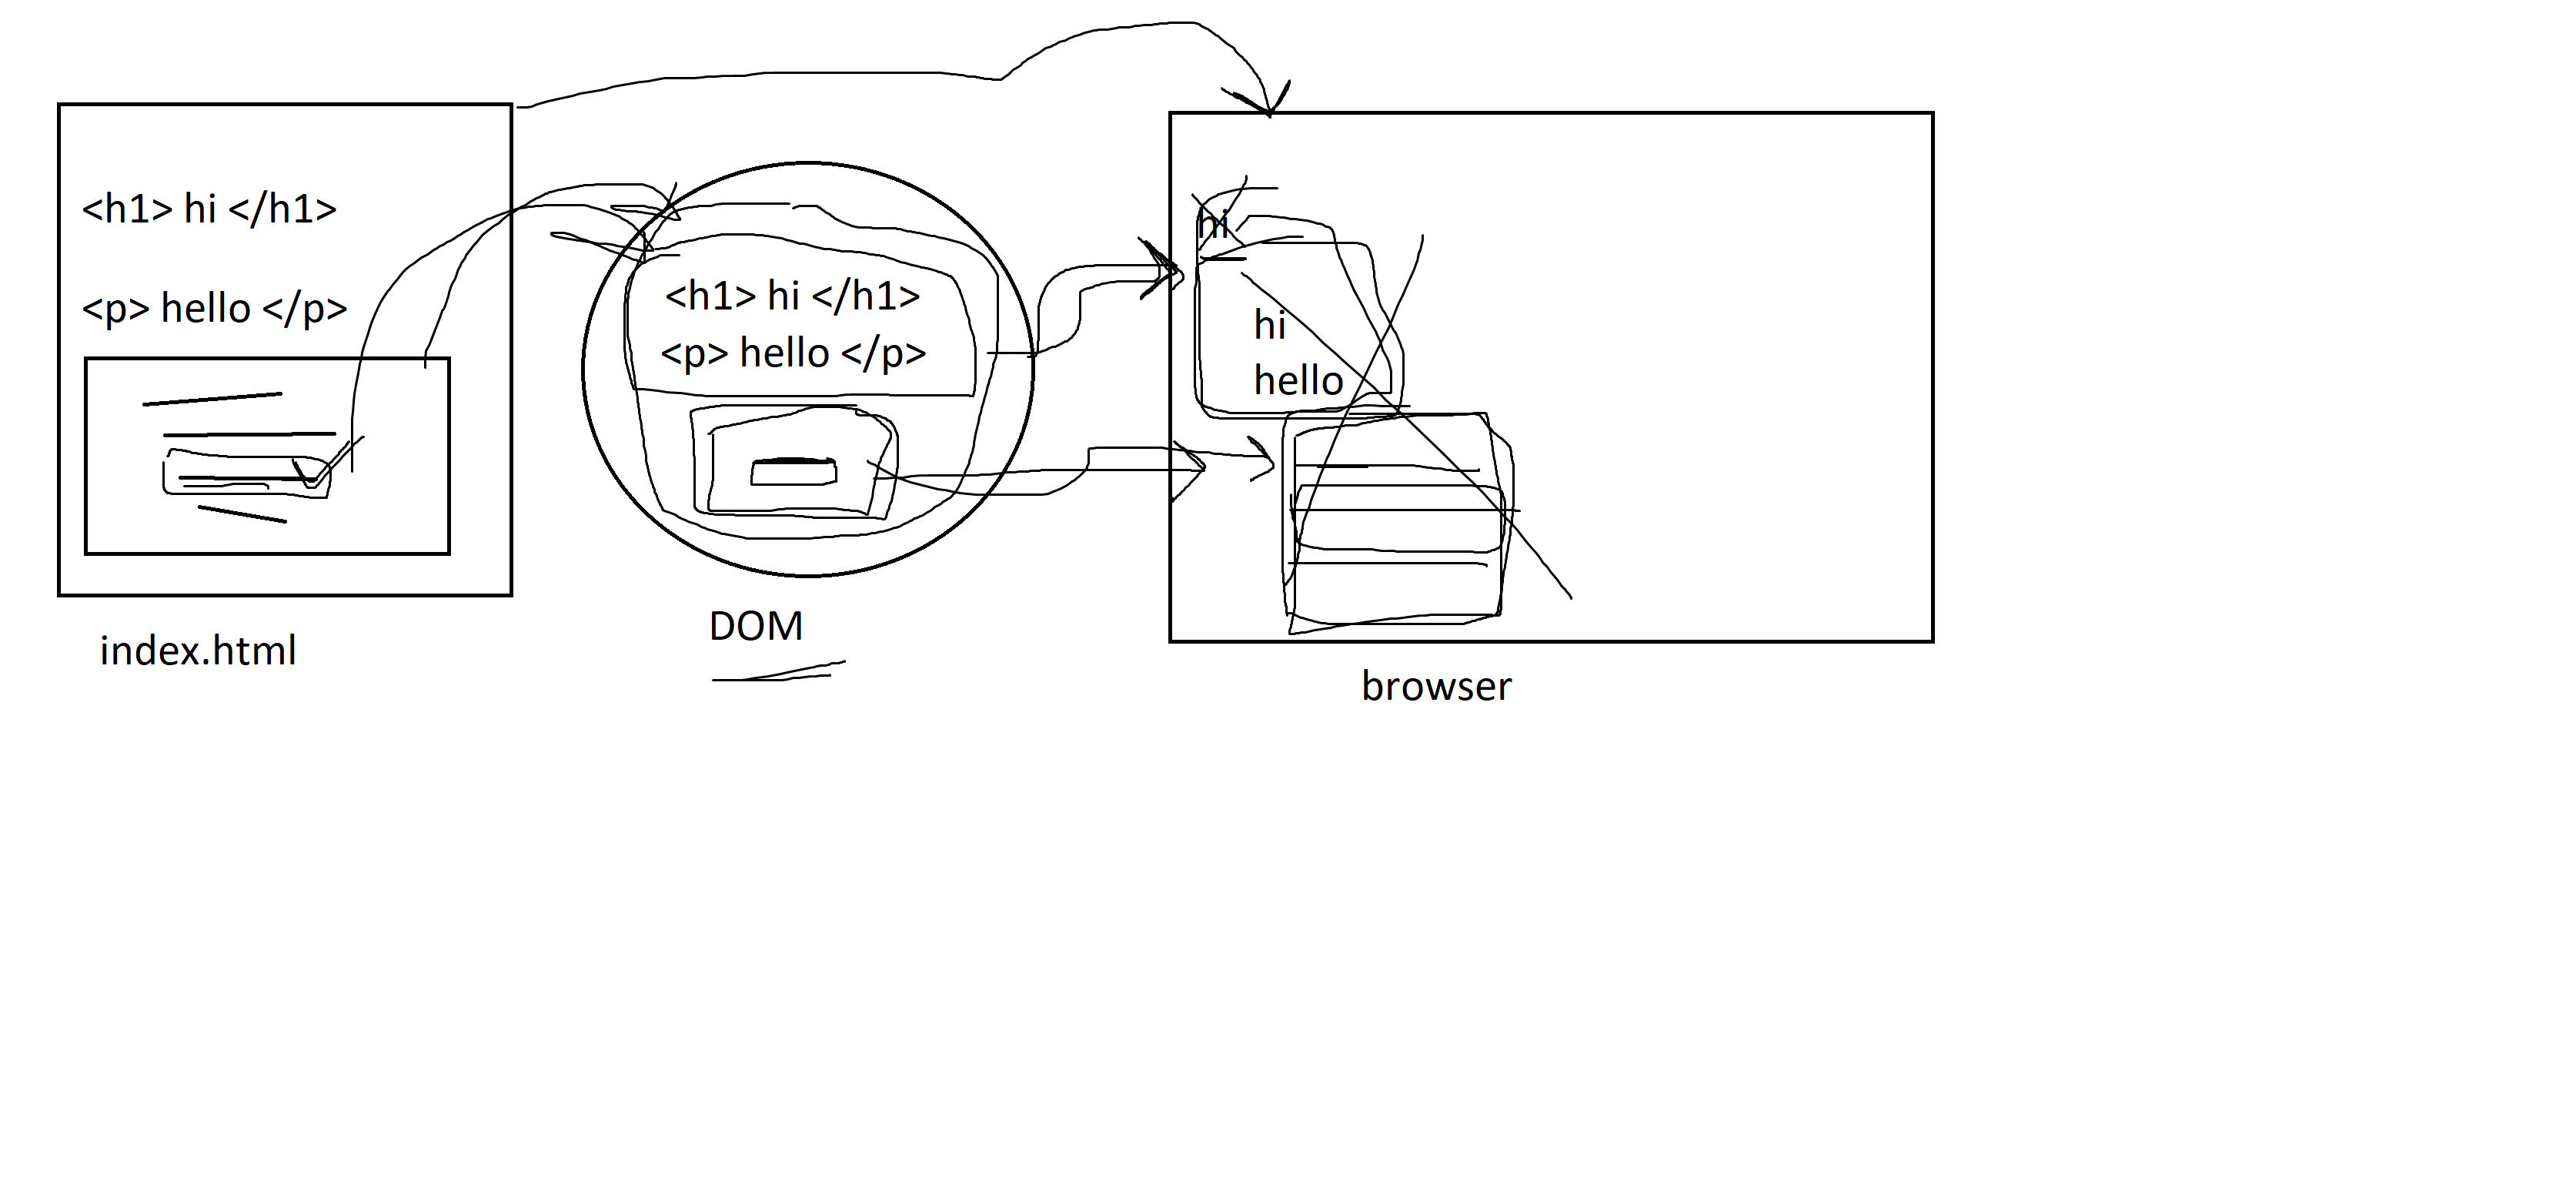 <h1> hi </h1>
<p> hello </p>
index.html
<h1> hi </h1>
<p> hello </p>
DOM
hi
hi
hello
browser